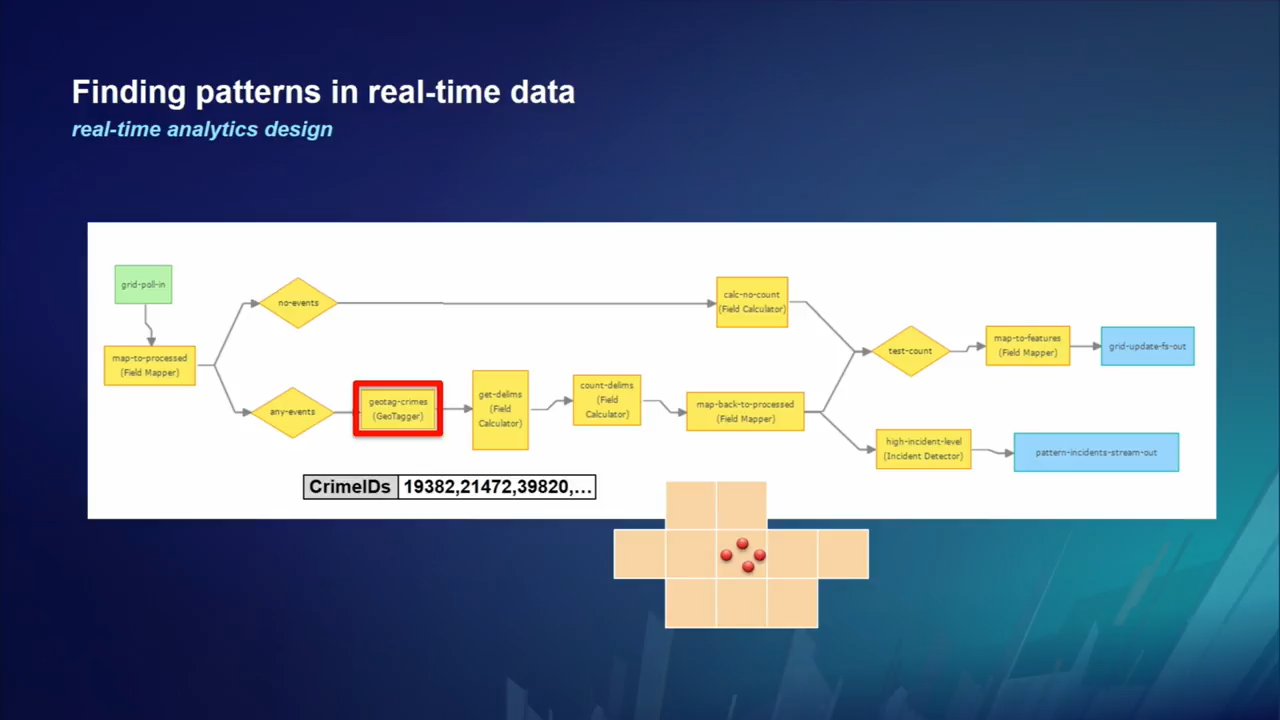 Finding patterns in real-time data
real-time analytics design
grid-poll-in
map-to-processed
(Field Mapper)
no-events
any-events
geotag-crimes
(GeoTagger)
get-delims
(Field
Calculator)
count-delims
(Field
Calculator)
calc-no-count
(Field Calculator)
map-back-to-processed
(Field Mapper)
test-count
map-to-features
(Field Mapper)
grid-update-fs-out
high-incident-level
(Incident Detector)
pattern-incidents-stream-out
CrimeIDs 19382,21472,39820,...